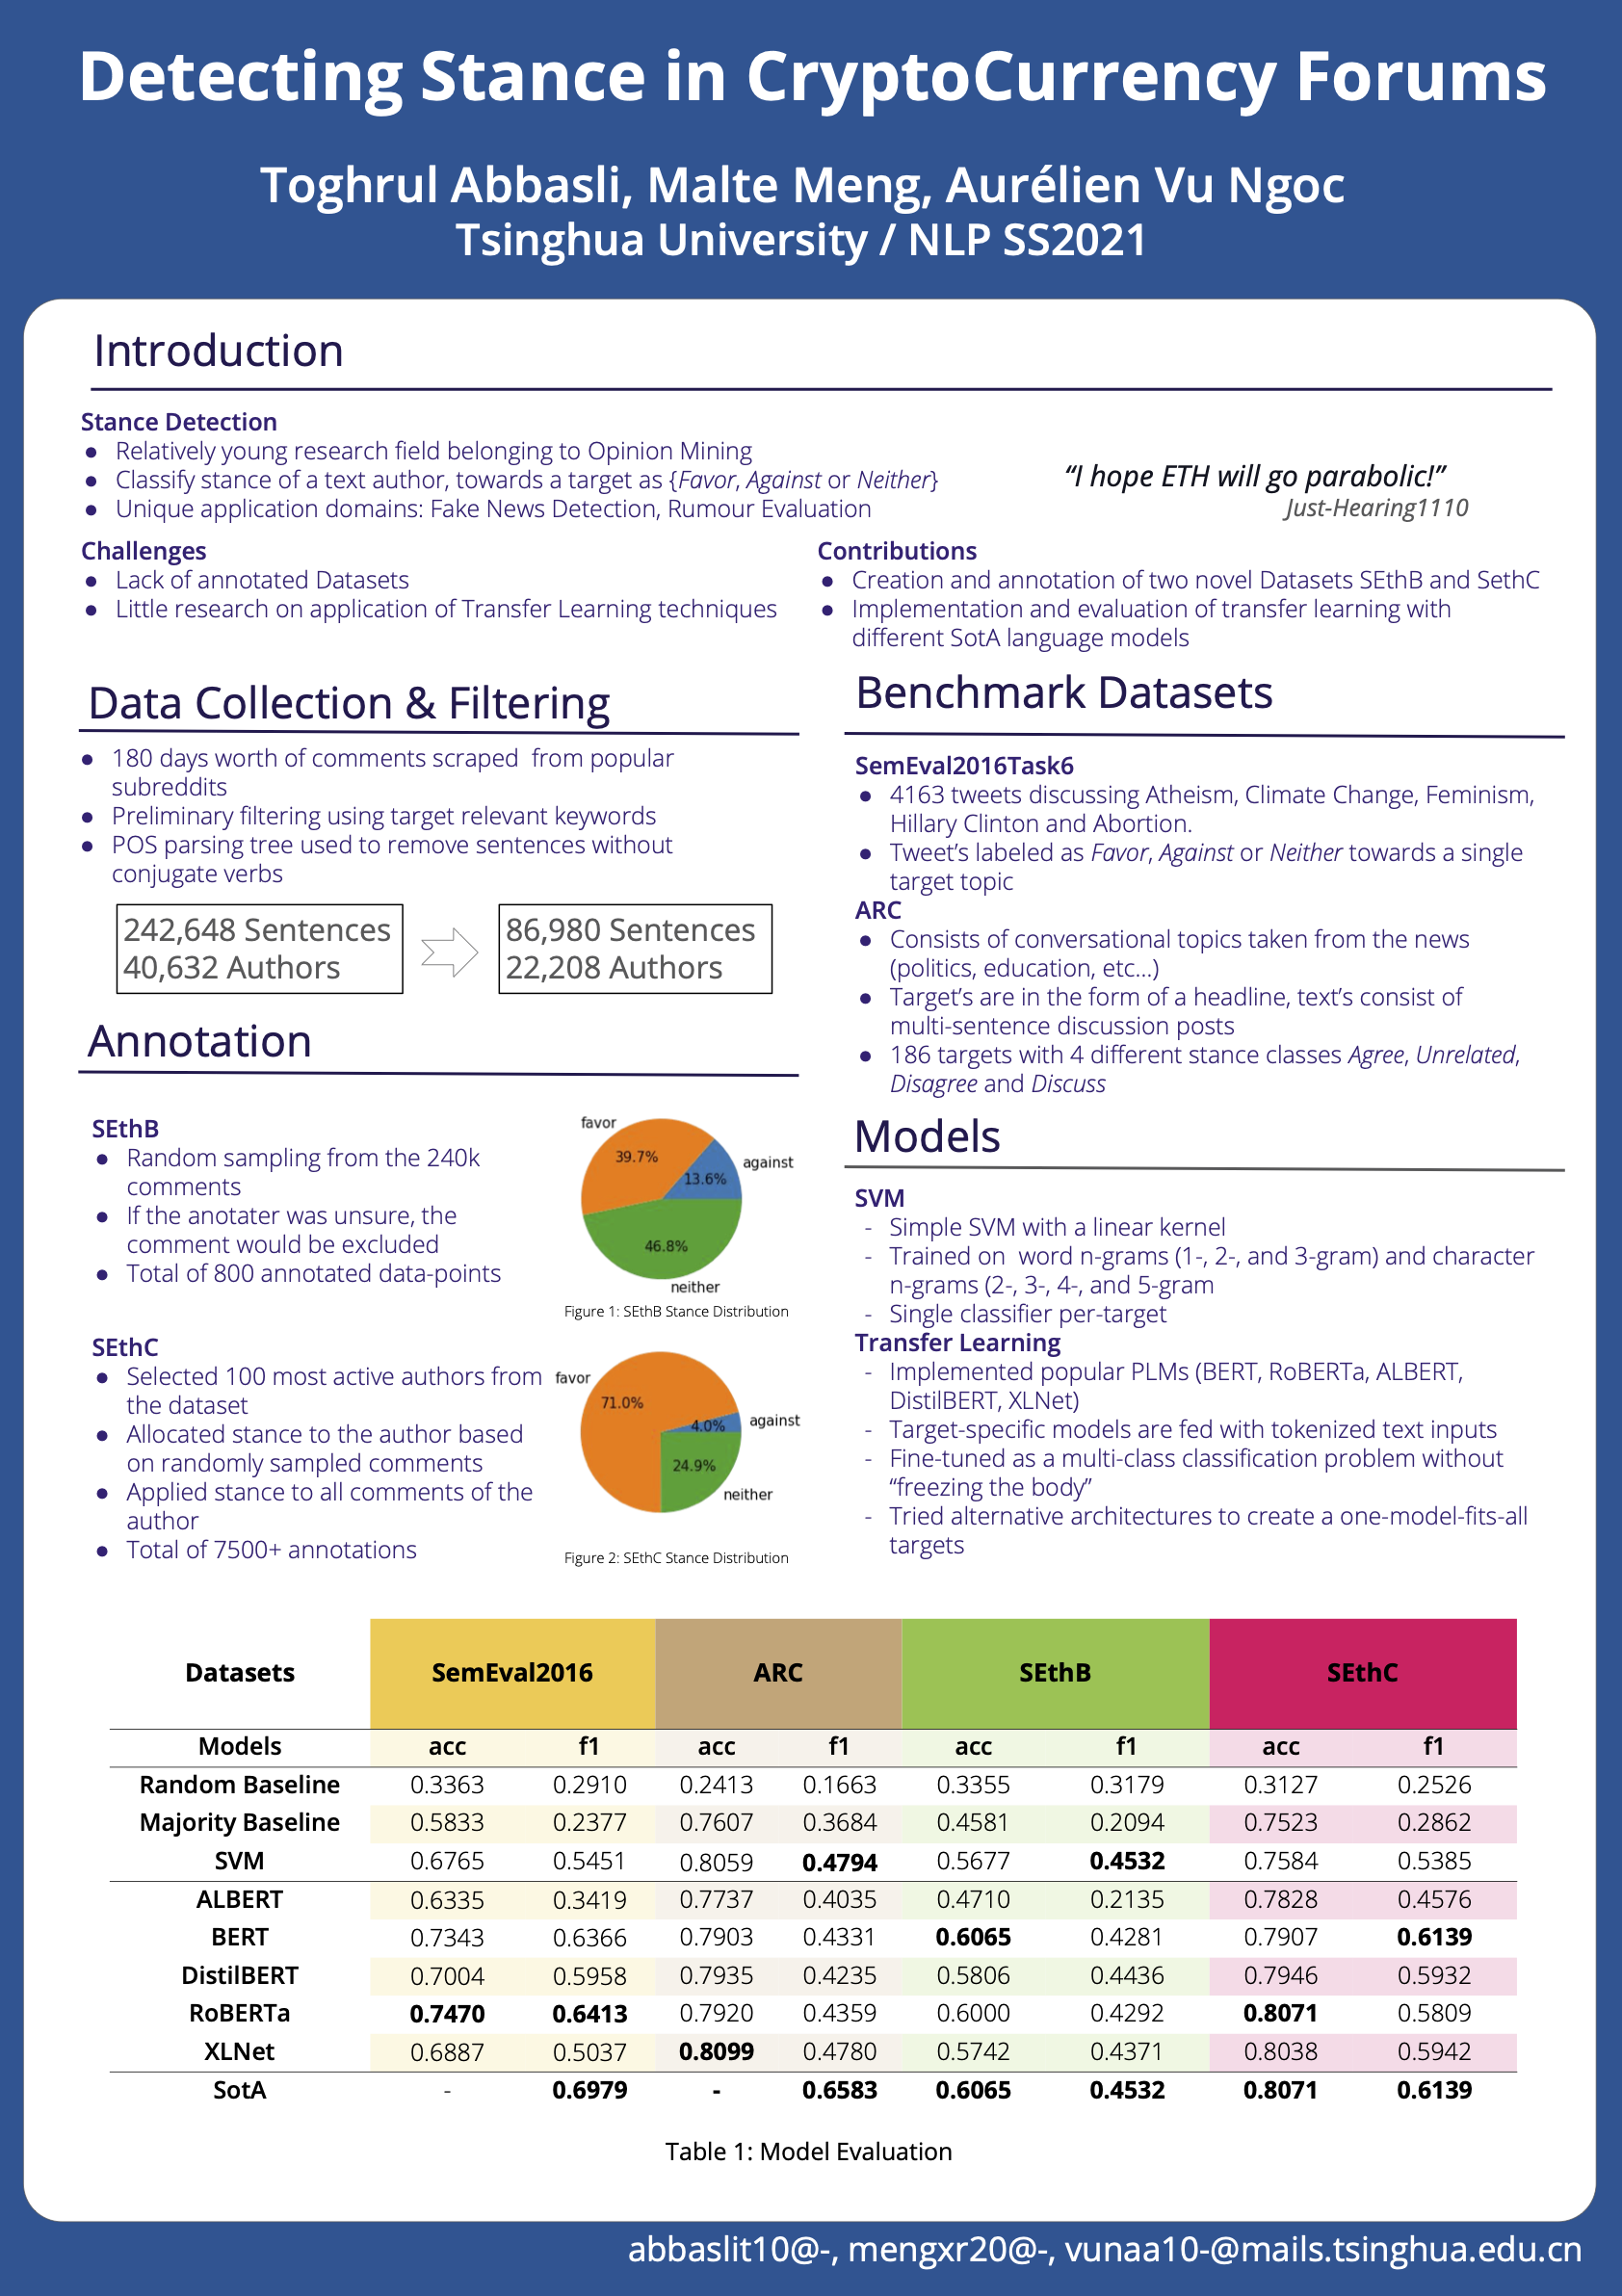 Detecting Stance in CryptoCurrency Forums
Toghrul Abbasli, Malte Meng, Aurélien Vu Ngoc
Tsinghua University / NLP SS2021
Introduction
Stance Detection
● Relatively young research field belonging to Opinion Mining
● Classify stance of a text author, towards a target as {Favor, Against or Neither}
● Unique application domains: Fake News Detection, Rumour Evaluation
“I hope ETH will go parabolic!”
Just-Hearing1110
Challenges
● Lack of annotated Datasets
● Little research on application of Transfer Learning techniques
Contributions
● Creation and annotation of two novel Datasets SEthB and SethC
● Implementation and evaluation of transfer learning with
different SotA language models
Data Collection & Filtering
● 180 days worth of comments scraped from popular
subreddits
● Preliminary filtering using target relevant keywords
● POS parsing tree used to remove sentences without
conjugate verbs
242,648 Sentences
40,632 Authors
86,980 Sentences
22,208 Authors
Annotation
SEthB
● Random sampling from the 240k
comments
● If the anotater was unsure, the
comment would be excluded
● Total of 800 annotated data-points
favor
39.7%
against
13.6%
46.8%
neither
Figure 1: SEthB Stance Distribution
SEthC
● Selected 100 most active authors from
the dataset
● Allocated stance to the author based
on randomly sampled comments
● Applied stance to all comments of the
author
● Total of 7500+ annotations
favor
71.0%
against
4.0%
24.9%
neither
Figure 2: SEthC Stance Distribution
Benchmark Datasets
SemEval2016Task6
● 4163 tweets discussing Atheism, Climate Change, Feminism,
Hillary Clinton and Abortion.
● Tweet’s labeled as Favor, Against or Neither towards a single
target topic
ARC
● Consists of conversational topics taken from the news
(politics, education, etc...)
● Target’s are in the form of a headline, text’s consist of
multi-sentence discussion posts
● 186 targets with 4 different stance classes Agree, Unrelated,
Disagree and Discuss
Models
SVM
- Simple SVM with a linear kernel
- Trained on word n-grams (1-, 2-, and 3-gram) and character
n-grams (2-, 3-, 4-, and 5-gram
- Single classifier per-target
Transfer Learning
- Implemented popular PLMs (BERT, RoBERTa, ALBERT,
DistilBERT, XLNet)
- Target-specific models are fed with tokenized text inputs
- Fine-tuned as a multi-class classification problem without
“freezing the body”
- Tried alternative architectures to create a one-model-fits-all
targets
Datasets SemEval2016 ARC SEthB SEthC
Models acc f1 acc f1 acc f1 acc f1
Random Baseline 0.3363 0.2910 0.2413 0.1663 0.3355 0.3179 0.3127 0.2526
Majority Baseline 0.5833 0.2377 0.7607 0.3684 0.4581 0.2094 0.7523 0.2862
SVM 0.6765 0.5451 0.8059 0.4794 0.5677 0.4532 0.7584 0.5385
ALBERT 0.6335 0.3419 0.7737 0.4035 0.4710 0.2135 0.7828 0.4576
BERT 0.7343 0.6366 0.7903 0.4331 0.6065 0.4281 0.7907 0.6139
DistilBERT 0.7004 0.5958 0.7935 0.4235 0.5806 0.4436 0.7946 0.5932
RoBERTa 0.7470 0.6413 0.7920 0.4359 0.6000 0.4292 0.8071 0.5809
XLNet 0.6887 0.5037 0.8099 0.4780 0.5742 0.4371 0.8038 0.5942
SotA - 0.6979 - 0.6583 0.6065 0.4532 0.8071 0.6139
Table 1: Model Evaluation
abbaslit10@-, mengxr20@-, vunaa10-@mails.tsinghua.edu.cn